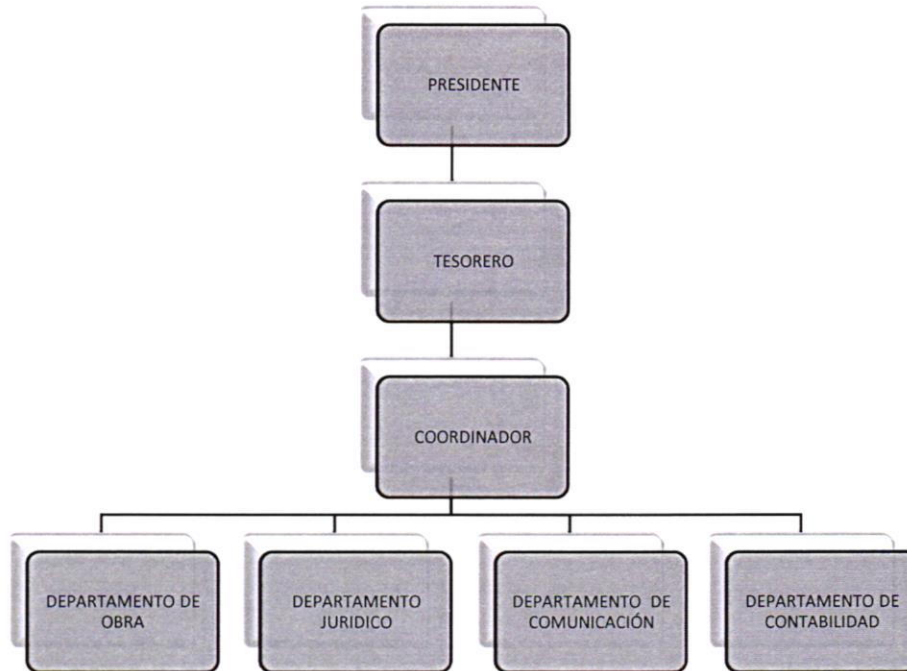 PRESIDENTE
TESORERO
COORDINADOR
DEPARTAMENTO DE
OBRA
DEPARTAMENTO
JURIDICO
DEPARTAMENTO DE
COMUNICACIÓN
DEPARTAMENTO DE
CONTABILIDAD